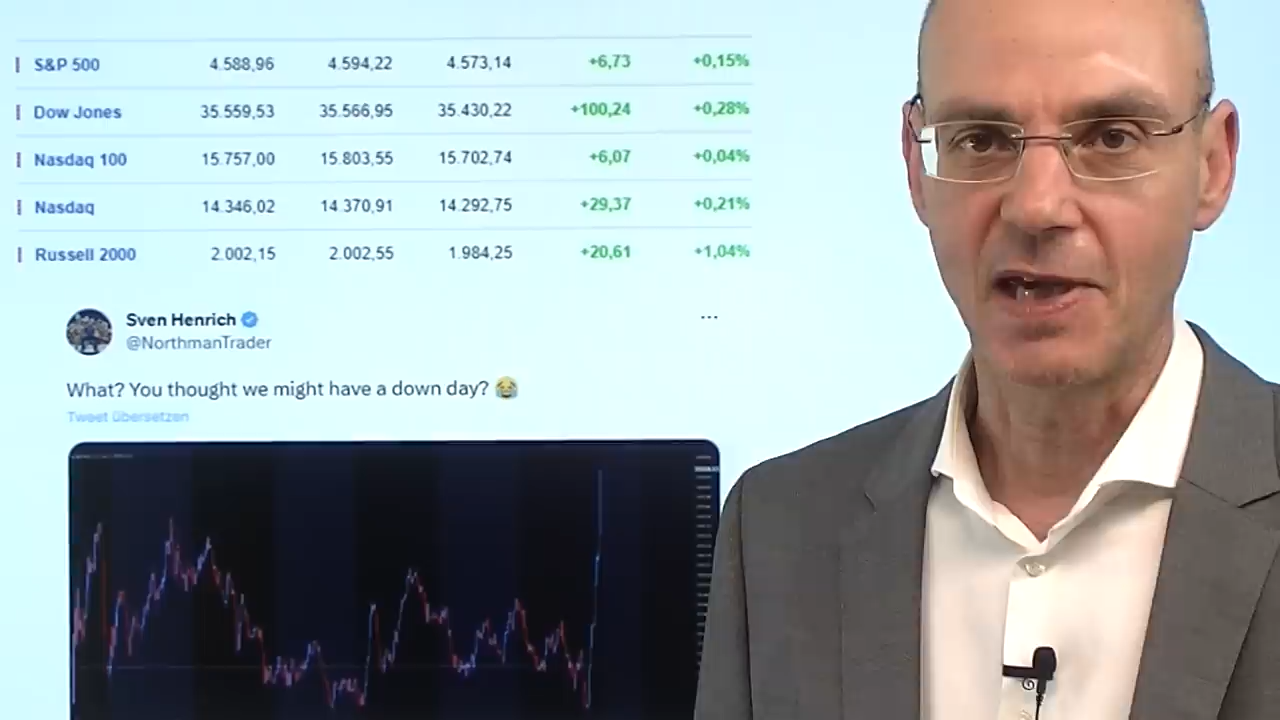 S&P 500 4.588,96 4.594,22 4.573,14 +6,73 +0,15%
Dow Jones 35.559,53 35.566,95 35.430,22 +100,24 +0,28%
Nasdaq 100 15.757,00 15.803,55 15.702,74 +6,07 +0,04%
Nasdaq 14.346,02 14.370,91 14.292,75 +29,37 +0,21%
Russell 2000 2.002,15 2.002,55 1.984,25 +20,61 +1,04%
Sven Henrich
@NorthmanTrader
What? You thought we might have a down day? 😂
Tweet übersetzen